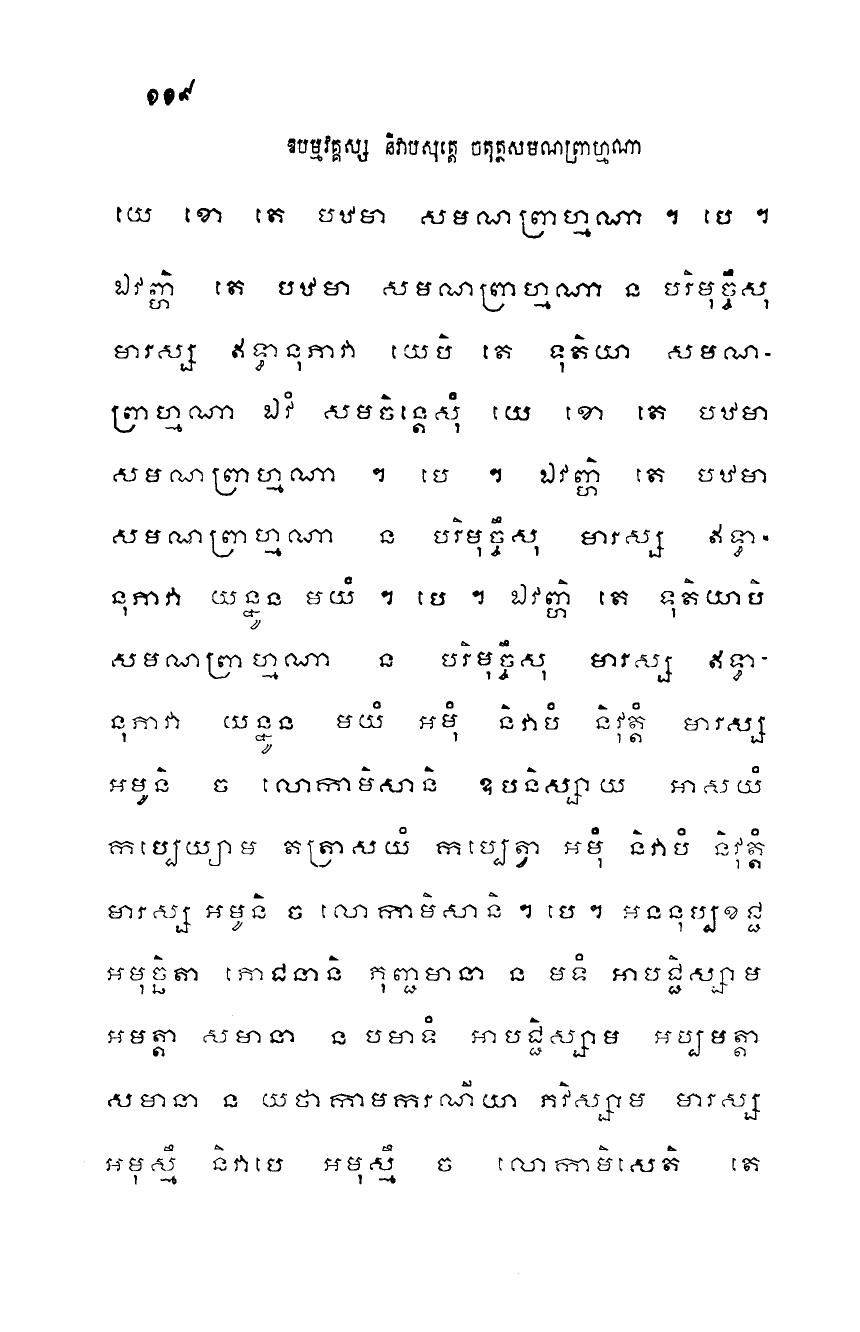 ១១៩
ឱបម្មវគ្គស្ស និវាបសុត្តេ ចតុត្ថសមណព្រាហ្មណា
យេ ខោ តេ បឋមា សមណព្រាហ្មណា ។ បេ ។
ឯវញ្ហិ តេ បឋមា សមណព្រាហ្មណា ន បរិមុច្ចឹសុ
មារស្ស ឥទ្ធានុភាវា យេបិ តេ ទុតិយា សមណ-
ព្រាហ្មណា ឯវំ សមចិន្តេសុំ យេ ខោ តេ បឋមា
សមណព្រាហ្មណា ។ បេ ។ ឯវញ្ហិ តេ បឋមា
សមណព្រាហ្មណា ន បរិមុច្ចឹសុ មារស្ស ឥទ្ធា-
នុភាវា យន្នូន មយំ ។ បេ ។ ឯវញ្ហិ តេ ទុតិយាបិ
សមណព្រាហ្មណា ន បរិមុច្ចឹសុ មារស្ស ឥទ្ធា-
នុភាវា យន្នូន មយំ អមុំ និវាបំ និវុត្តំ មារស្ស
អមូនិ ច លោកាមិសានិ ឧបនិស្សាយ អាសយំ
កប្បេយ្យាម តត្រាសយំ កប្បេត្វា អមុំ និវាបំ និវុត្តំ
មារស្ស អមូនិ ច លោកាមិសានិ ។ បេ ។ អននុប្បខជ្ជ
អមុច្ឆិតា ភោជនានិ ភុញ្ជមានា ន មទំ អាបជ្ជិស្សាម
អមត្តា សមានា ន បមាទំ អាបជ្ជិស្សាម អប្បមត្តា
សមានា ន យថាកាមករណីយា ភវិស្សាម មារស្ស
អមុស្មឹ និវាបេ អមុស្មឹ ច លោកាមិសេតិ តេ